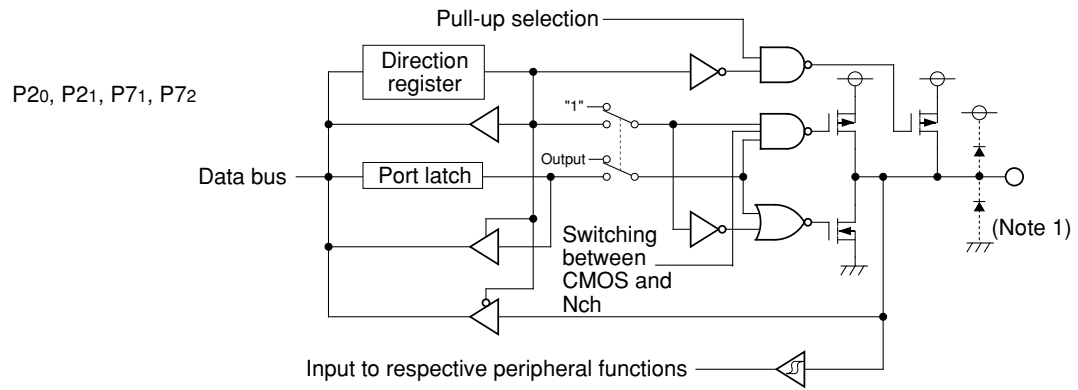 Pull-up selection
Direction
register
P20, P21, P71, P72
"1"
Output
Data bus
Port latch
Switching
between
CMOS and
Nch
(Note 1)
Input to respective peripheral functions